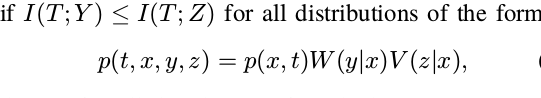 if I(T; Y) ≤ I(T; Z) for all distributions of the form
p(t, x, y, z) = p(x, t)W(y|x)V(z|x), (